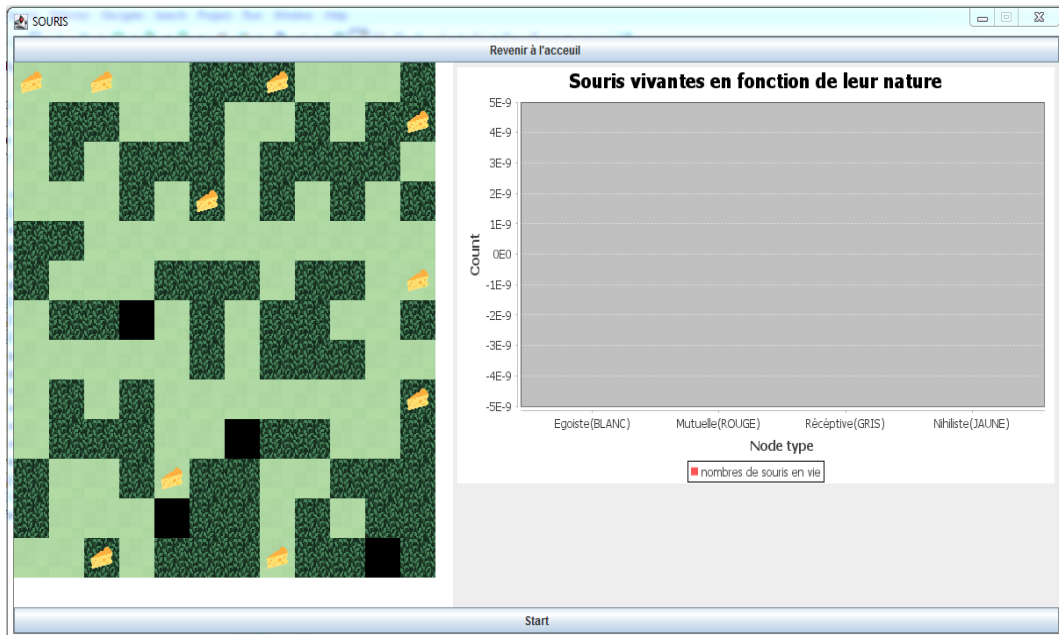 SOURIS
Revenir à l'acceuil
Souris vivantes en fonction de leur nature
5E-9
4E-9
3E-9
2E-9
1E-9
0E0
-1E-9
-2E-9
-3E-9
-4E-9
-5E-9
Count
Egoiste(BLANC) Mutuelle(ROUGE) Récèptive(GRIS) Nihiliste(JAUNE)
Node type
nombres de souris en vie
Start